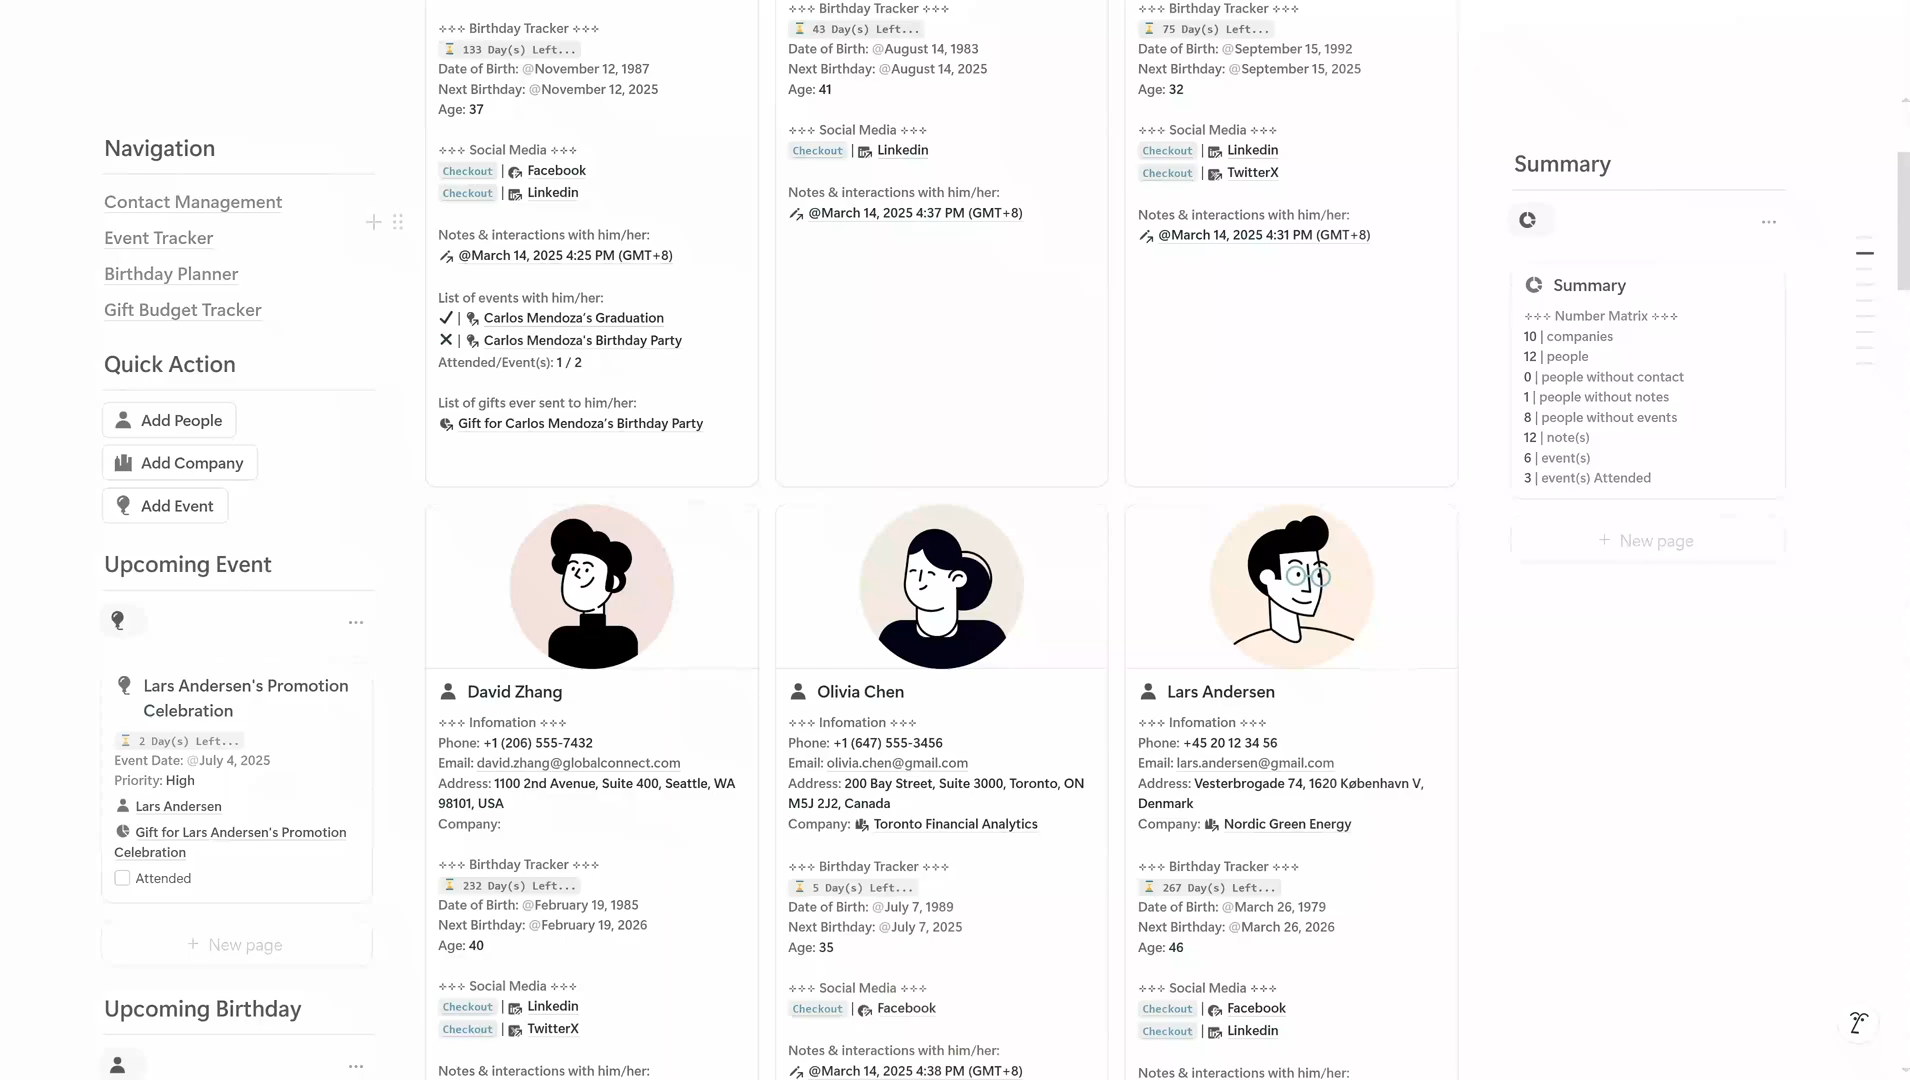 Navigation
Contact Management
Event Tracker
Birthday Planner
Gift Budget Tracker
Quick Action
Add People
Add Company
Add Event
Upcoming Event
...
Lars Andersen's Promotion
Celebration
2 Day(s) Left...
Event Date: @July 4, 2025
Priority: High
Lars Andersen
Gift for Lars Andersen's Promotion
Celebration
Attended
+ New page
Upcoming Birthday
...
Birthday Tracker
133 Day(s) Left...
Date of Birth: @November 12, 1987
Next Birthday: @November 12, 2025
Age: 37
Social Media
Checkout | Facebook
Checkout | Linkedin
Notes & interactions with him/her:
@March 14, 2025 4:25 PM (GMT+8)
List of events with him/her:
| Carlos Mendoza's Graduation
| Carlos Mendoza's Birthday Party
Attended/Event(s): 1 / 2
List of gifts ever sent to him/her:
Gift for Carlos Mendoza's Birthday Party
Birthday Tracker
43 Day(s) Left...
Date of Birth: @August 14, 1983
Next Birthday: @August 14, 2025
Age: 41
Social Media
Checkout | Linkedin
Notes & interactions with him/her:
@March 14, 2025 4:37 PM (GMT+8)
Birthday Tracker
75 Day(s) Left...
Date of Birth: @September 15, 1992
Next Birthday: @September 15, 2025
Age: 32
Social Media
Checkout | Linkedin
Checkout | TwitterX
Notes & interactions with him/her:
@March 14, 2025 4:31 PM (GMT+8)
David Zhang
Infomation
Phone: +1 (206) 555-7432
Email: david.zhang@globalconnect.com
Address: 1100 2nd Avenue, Suite 400, Seattle, WA
98101, USA
Company:
Birthday Tracker
232 Day(s) Left...
Date of Birth: @February 19, 1985
Next Birthday: @February 19, 2026
Age: 40
Social Media
Checkout | Linkedin
Checkout | TwitterX
Notes & interactions with him/her:
Olivia Chen
Infomation
Phone: +1 (647) 555-3456
Email: olivia.chen@gmail.com
Address: 200 Bay Street, Suite 3000, Toronto, ON
M5J 2J2, Canada
Company: Toronto Financial Analytics
Birthday Tracker
5 Day(s) Left...
Date of Birth: @July 7, 1989
Next Birthday: @July 7, 2025
Age: 35
Social Media
Checkout | Facebook
Notes & interactions with him/her:
@March 14, 2025 4:38 PM (GMT+8)
Lars Andersen
Infomation
Phone: +45 20 12 34 56
Email: lars.andersen@gmail.com
Address: Vesterbrogade 74, 1620 København V,
Denmark
Company: Nordic Green Energy
Birthday Tracker
267 Day(s) Left...
Date of Birth: @March 26, 1979
Next Birthday: @March 26, 2026
Age: 46
Social Media
Checkout | Facebook
Checkout | Linkedin
Notes & interactions with him/her:
Summary
...
Summary
Number Matrix
10 | companies
12 | people
0 | people without contact
1 | people without notes
8 | people without events
12 | note(s)
6 | event(s)
3 | event(s) Attended
+ New page